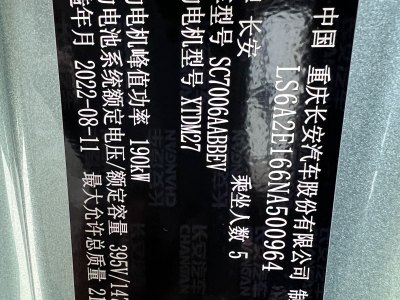 中国 重庆长安汽车股份有限公司 制
LS6A2E166NA500964
长安 乘坐人数 5
型号 SC7006AABBEV
电机型号 XTDM27
电机峰值功率 190kW
电池系统额定电压/额定容量 395V/14
年月 2022-08-11 最大允许总质量 21